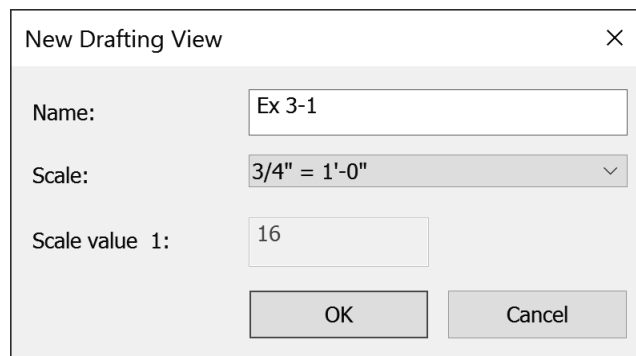 New Drafting View
Name: Ex 3-1
Scale: 3/4" = 1'-0"
Scale value 1: 16
OK Cancel